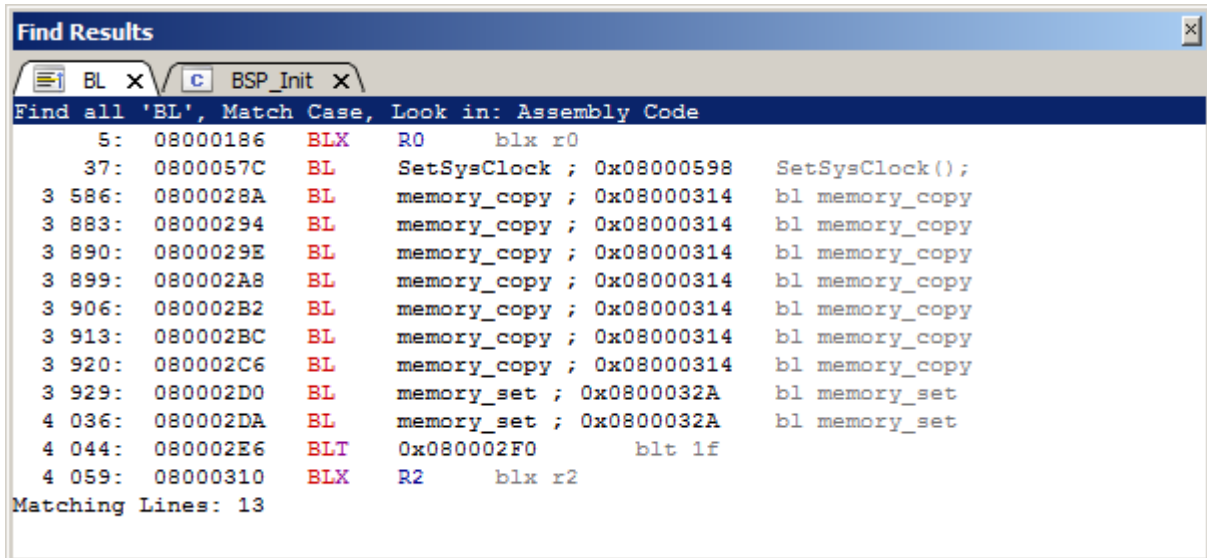 Find Results
BL BSP_Init
Find all 'BL', Match Case, Look in: Assembly Code
5: 08000186 BLX R0 blx r0
37: 0800057C BL SetSysClock ; 0x08000598 SetSysClock();
3 586: 0800028A BL memory_copy ; 0x08000314 bl memory_copy
3 883: 08000294 BL memory_copy ; 0x08000314 bl memory_copy
3 890: 0800029E BL memory_copy ; 0x08000314 bl memory_copy
3 899: 080002A8 BL memory_copy ; 0x08000314 bl memory_copy
3 906: 080002B2 BL memory_copy ; 0x08000314 bl memory_copy
3 913: 080002BC BL memory_copy ; 0x08000314 bl memory_copy
3 920: 080002C6 BL memory_copy ; 0x08000314 bl memory_copy
3 929: 080002D0 BL memory_set ; 0x0800032A bl memory_set
4 036: 080002DA BL memory_set ; 0x0800032A bl memory_set
4 044: 080002E6 BLT 0x080002F0 blt 1f
4 059: 08000310 BLX R2 blx r2
Matching Lines: 13